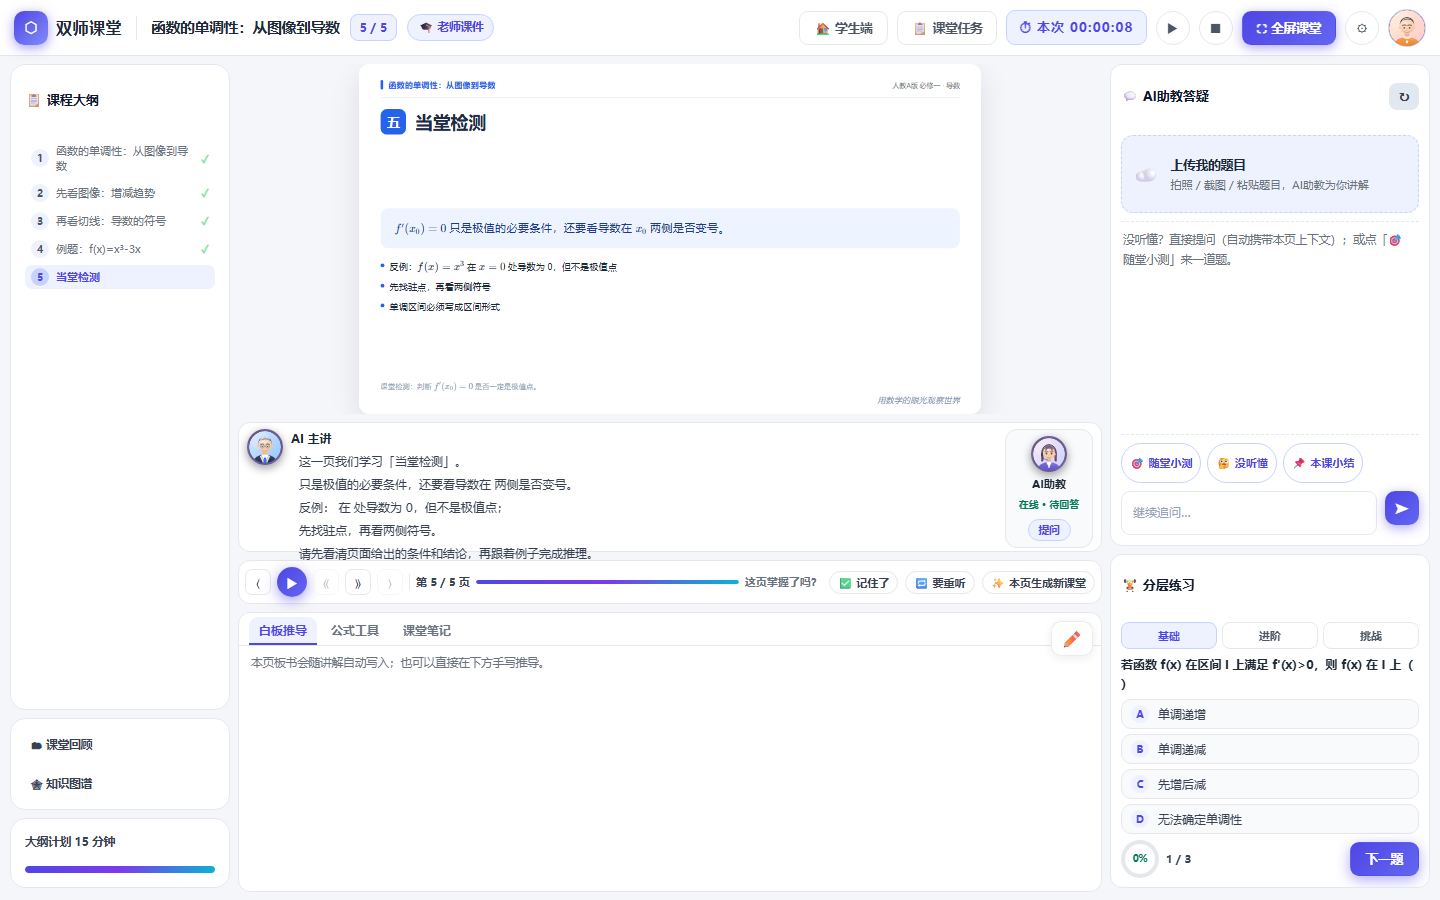 双师课堂
函数的单调性：从图像到导数
5 / 5
老师课件
学生端
课堂任务
本次 00:00:08
全屏课堂
课程大纲
1 函数的单调性：从图像到导
数
2 先看图像：增减趋势
3 再看切线：导数的符号
4 例题：f(x)=x³-3x
5 当堂检测
课堂回顾
知识图谱
大纲计划 15 分钟
函数的单调性：从图像到导数
人教A版 必修一 · 导数
五 当堂检测
f′(x₀) = 0 只是极值的必要条件，还要看导数在 x₀ 两侧是否变号。
• 反例：f(x) = x³ 在 x = 0 处导数为 0，但不是极值点
• 先找驻点，再看两侧符号
• 单调区间必须写成区间形式
课堂检测：判断 f′(x₀) = 0 是否一定是极值点。
用数学的眼光观察世界
AI 主讲
这一页我们学习「当堂检测」。
只是极值的必要条件，还要看导数在 两侧是否变号。
反例： 在 处导数为 0，但不是极值点；
先找驻点，再看两侧符号。
请先看清页面给出的条件和结论，再跟着例子完成推理。
AI助教
在线 • 待回答
提问
第 5 / 5 页
这页掌握了吗？
记住了
要重听
本页生成新课堂
白板推导
公式工具
课堂笔记
本页板书会随讲解自动写入；也可以直接在下方手写推导。
AI助教答疑
上传我的题目
拍照 / 截图 / 粘贴题目，AI助教为你讲解
没听懂？直接提问（自动携带本页上下文）；或点「🎯
随堂小测」来一道题。
随堂小测
没听懂
本课小结
继续追问...
分层练习
基础
进阶
挑战
若函数 f(x) 在区间 I 上满足 f′(x)>0，则 f(x) 在 I 上（
）
A 单调递增
B 单调递减
C 先增后减
D 无法确定单调性
0%
1 / 3
下一题